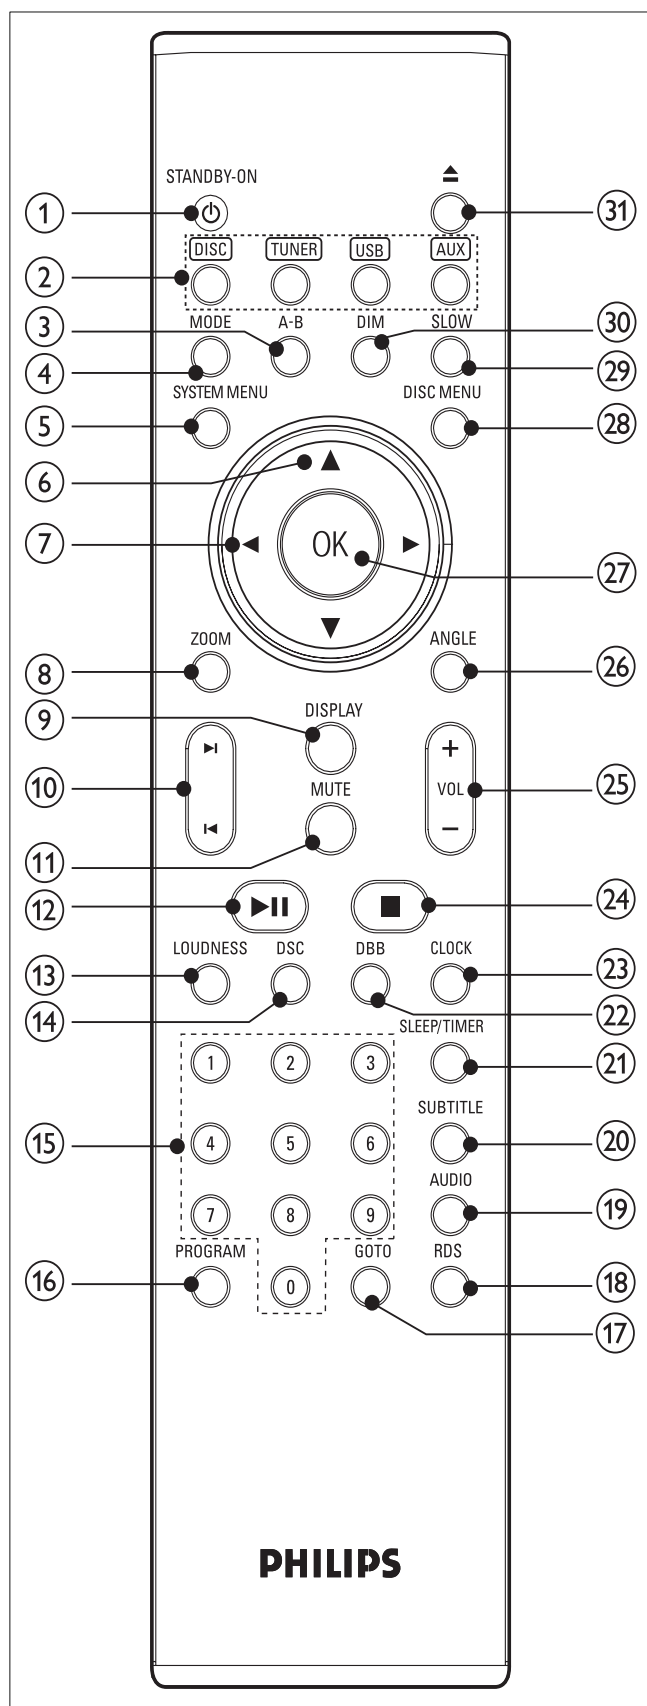 STANDBY-ON
1 31
DISC TUNER USB AUX
2
3 MODE A-B DIM SLOW 30
4 29
SYSTEM MENU DISC MENU
5 28
6
7 OK 27
ZOOM ANGLE
8 26
9 DISPLAY
+
10 MUTE VOL 25
−
11
12 24
LOUDNESS DSC DBB CLOCK
13 23
14 22
SLEEP/TIMER
1 2 3 21
SUBTITLE
15 4 5 6 20
AUDIO
7 8 9 19
PROGRAM GOTO RDS
16 0 18
17
PHILIPS